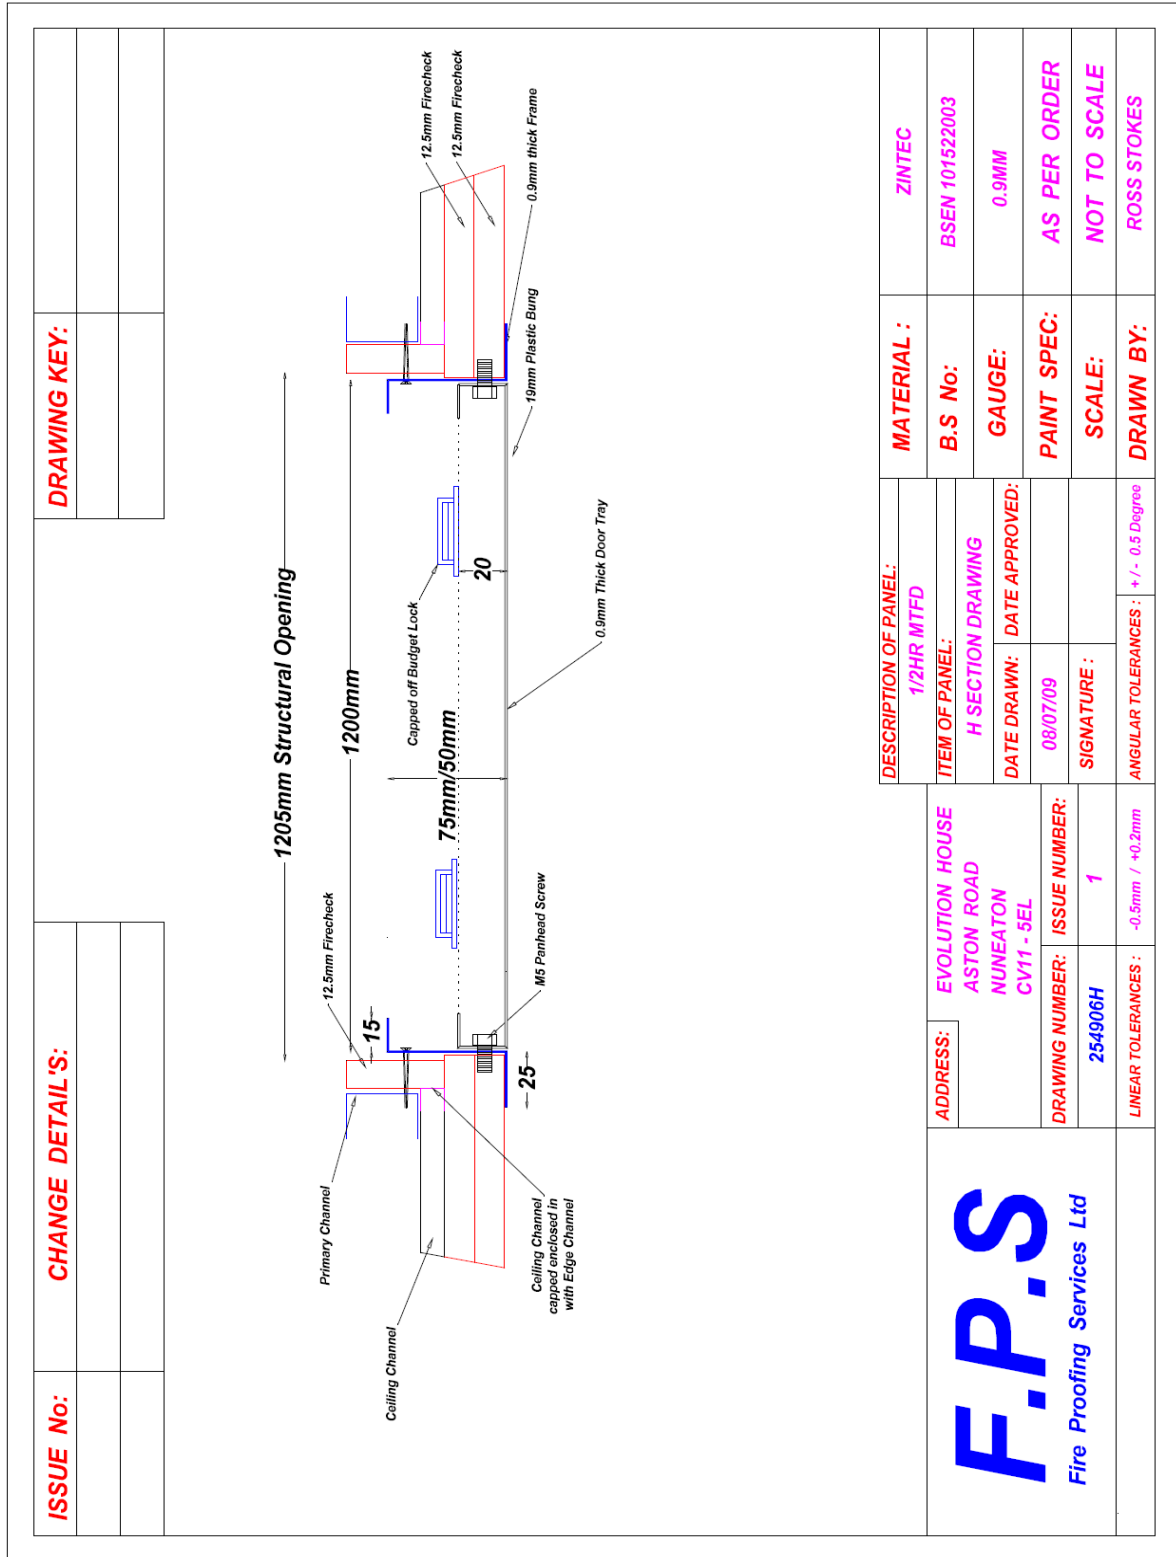 ISSUE No:
CHANGE DETAIL'S:
DRAWING KEY:
1205mm Structural Opening
1200mm
12.5mm Firecheck
15
Primary Channel
Ceiling Channel
Ceiling Channel
capped enclosed in
with Edge Channel
25
M5 Panhead Screw
75mm/50mm
Capped off Budget Lock
20
0.9mm Thick Door Tray
19mm Plastic Bung
0.9mm thick Frame
12.5mm Firecheck
12.5mm Firecheck
F.P.S
Fire Proofing Services Ltd
ADDRESS:
EVOLUTION HOUSE
ASTON ROAD
NUNEATON
CV11 - 5EL
DRAWING NUMBER:
254906H
ISSUE NUMBER:
1
LINEAR TOLERANCES :
-0.5mm / +0.2mm
DESCRIPTION OF PANEL:
1/2HR MTFD
ITEM OF PANEL:
H SECTION DRAWING
DATE DRAWN:
08/07/09
DATE APPROVED:
SIGNATURE :
ANGULAR TOLERANCES :
+ / - 0.5 Degree
MATERIAL :
ZINTEC
B.S No:
BSEN 101522003
GAUGE:
0.9MM
PAINT SPEC:
AS PER ORDER
SCALE:
NOT TO SCALE
DRAWN BY:
ROSS STOKES